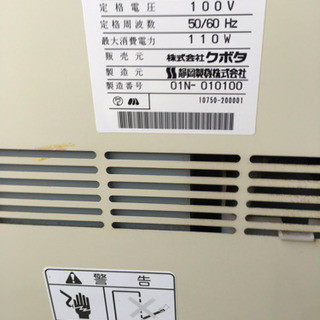 定格電圧 100V
定格周波数 50/60 Hz
最大消費電力 110W
販売元 株式会社クボタ
製造元 静岡製機株式会社
製造番号 01N-010100
10750-200001
警告